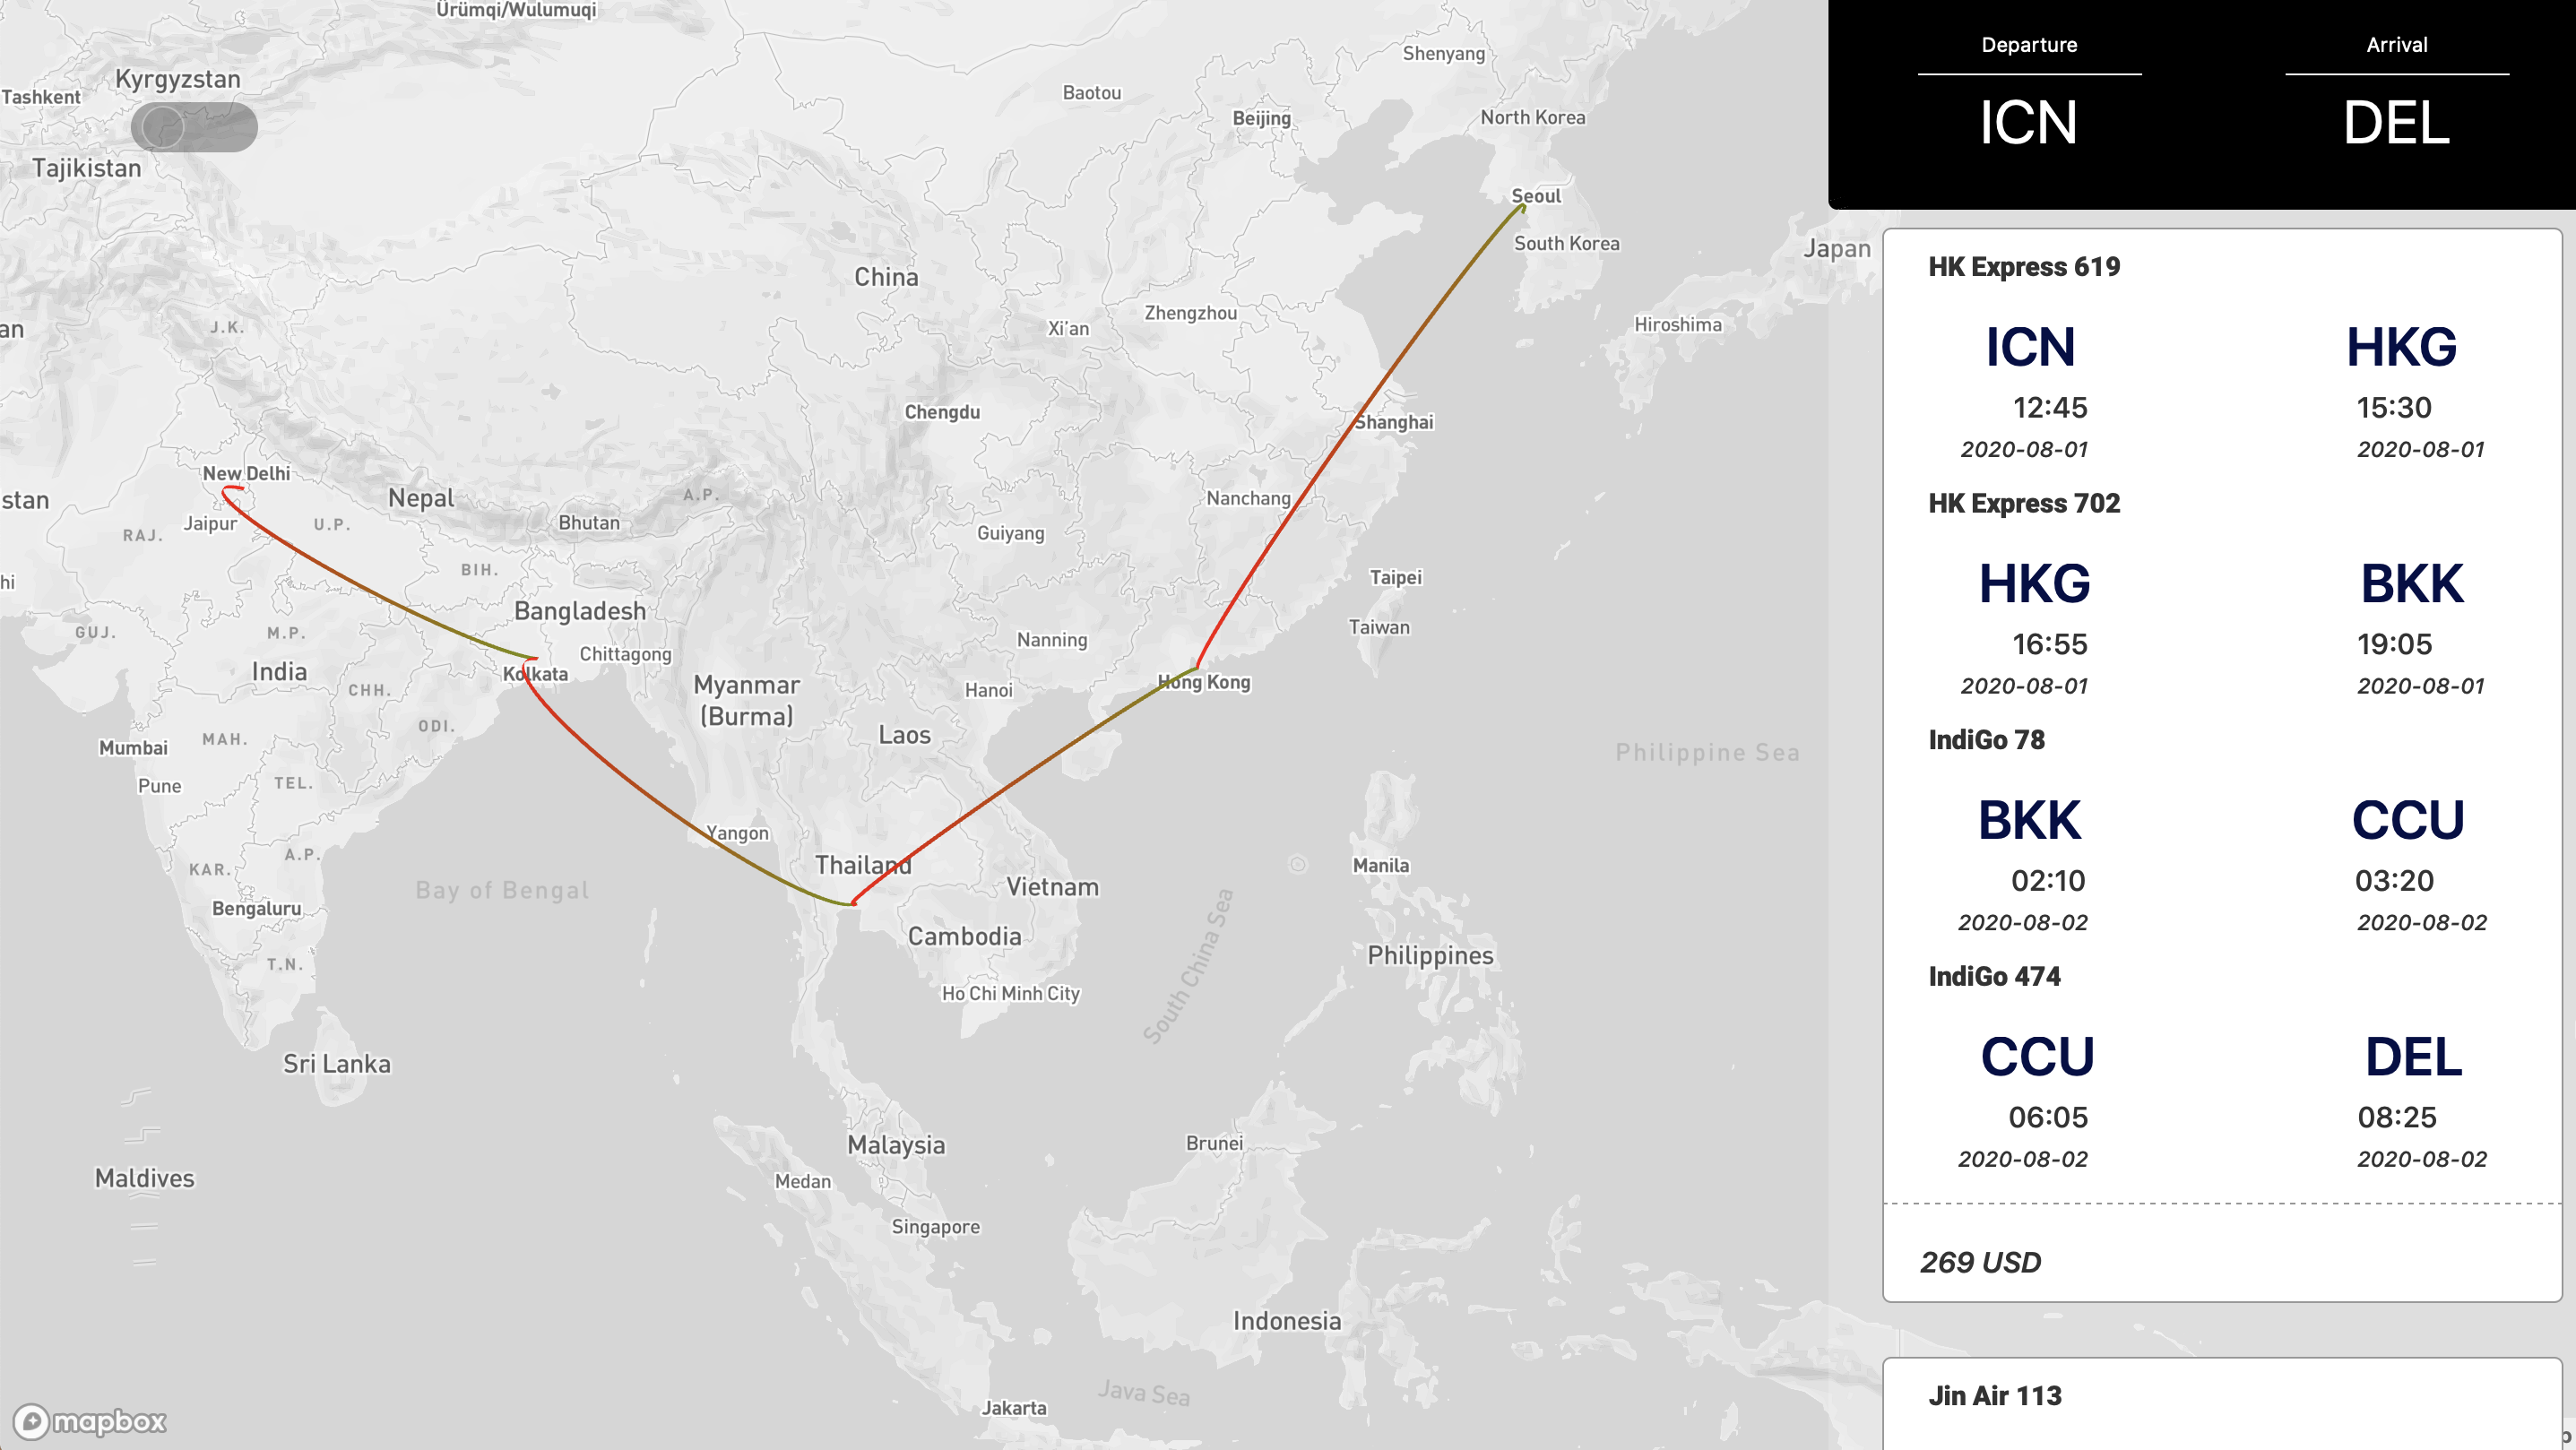 Ürümqi/Wulumuqi
Kyrgyzstan
Tashkent
Tajikistan
Shenyang
Baotou
Beijing
North Korea
Seoul
South Korea
Japan
China
Zhengzhou
Xi'an
Hiroshima
J.K.
an
Chengdu
Shanghai
New Delhi
stan
Nepal
A.P.
Nanchang
Jaipur
U.P.
RAJ.
Bhutan
Guiyang
BIH.
hi
Taipei
Bangladesh
GUJ.
M.P.
Taiwan
Nanning
Chittagong
India
Kolkata
CHH.
Myanmar
(Burma)
Hanoi
Hong Kong
ODI.
Laos
MAH.
Mumbai
Philippine Sea
Pune
TEL.
Yangon
A.P.
Thailand
KAR.
Manila
Bay of Bengal
Vietnam
Bengaluru
Cambodia
South China Sea
Philippines
T.N.
Ho Chi Minh City
Sri Lanka
Malaysia
Brunei
Maldives
Medan
Singapore
Indonesia
Java Sea
Jakarta
mapbox
Departure
Arrival
ICN
DEL
HK Express 619
ICN
HKG
12:45
15:30
2020-08-01
2020-08-01
HK Express 702
HKG
BKK
16:55
19:05
2020-08-01
2020-08-01
IndiGo 78
BKK
CCU
02:10
03:20
2020-08-02
2020-08-02
IndiGo 474
CCU
DEL
06:05
08:25
2020-08-02
2020-08-02
269 USD
Jin Air 113